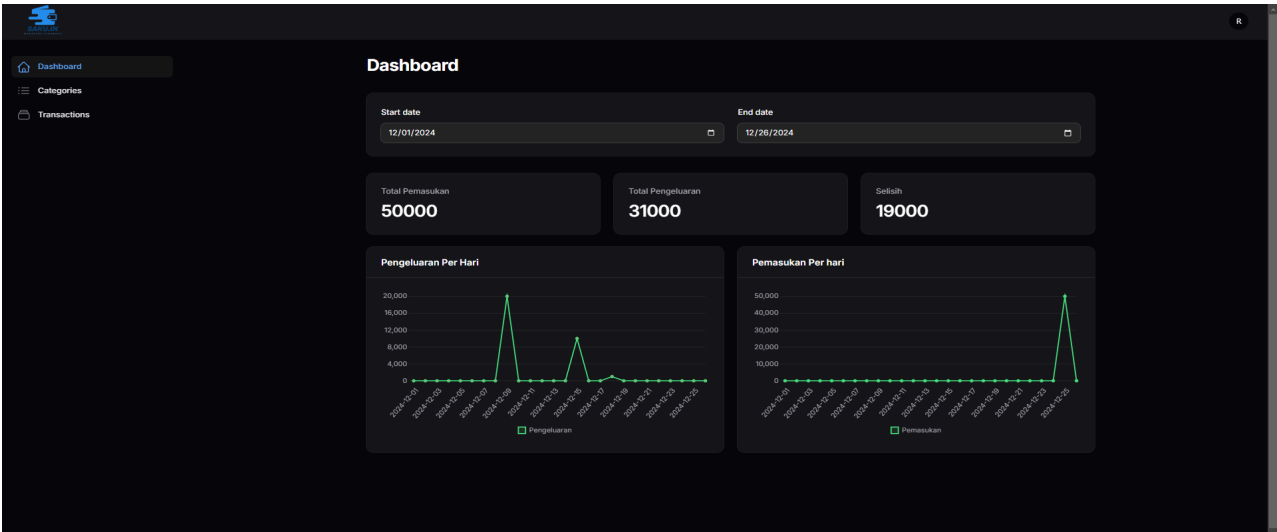 SAKU.IN
R
Dashboard
Categories
Transactions
Dashboard
Start date
12/01/2024
End date
12/26/2024
Total Pemasukan
50000
Total Pengeluaran
31000
Selisih
19000
Pengeluaran Per Hari
20,000
16,000
12,000
8,000
4,000
0
2024-12-01
2024-12-03
2024-12-05
2024-12-07
2024-12-09
2024-12-11
2024-12-13
2024-12-15
2024-12-17
2024-12-19
2024-12-21
2024-12-23
2024-12-25
Pengeluaran
Pemasukan Per hari
50,000
40,000
30,000
20,000
10,000
0
2024-12-01
2024-12-03
2024-12-05
2024-12-07
2024-12-09
2024-12-11
2024-12-13
2024-12-15
2024-12-17
2024-12-19
2024-12-21
2024-12-23
2024-12-25
Pemasukan